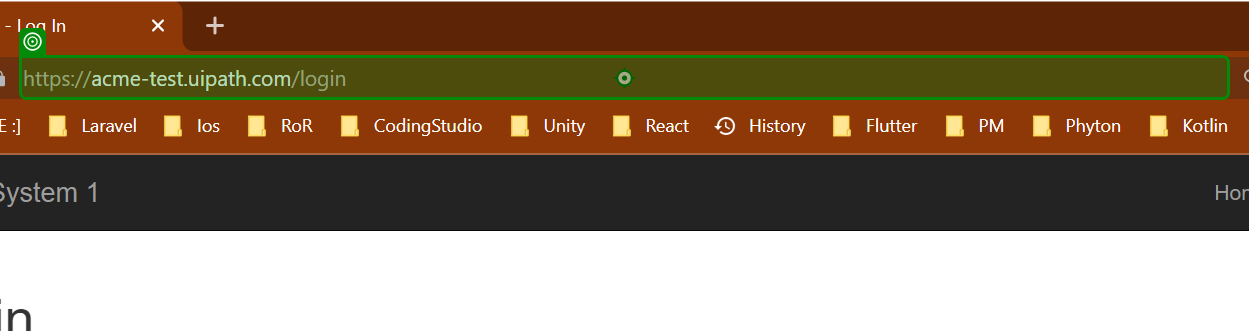 - Log In
https://acme-test.uipath.com/login
E :] Laravel Ios RoR CodingStudio Unity React History Flutter PM Phyton Kotlin
System 1
in